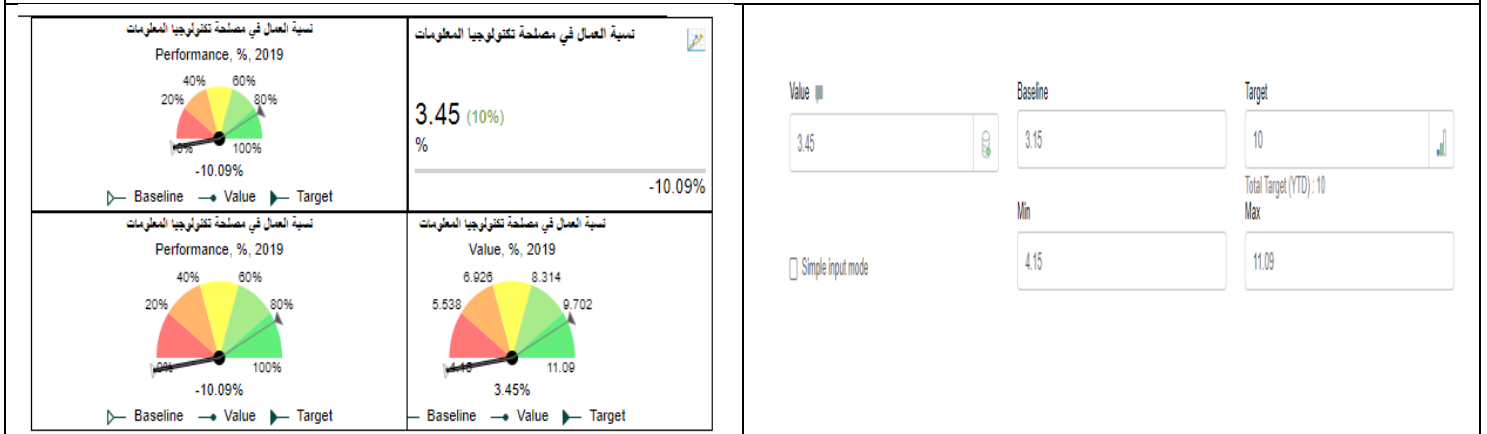 نسبة العمال في مصلحة تكنولوجيا المعلومات
Performance, %, 2019
40% 60%
20% 80%
0% 100%
-10.09%
Baseline Value Target
نسبة العمال في مصلحة تكنولوجيا المعلومات
3.45 (10%)
%
-10.09%
نسبة العمال في مصلحة تكنولوجيا المعلومات
Performance, %, 2019
40% 60%
20% 80%
0% 100%
-10.09%
Baseline Value Target
نسبة العمال في مصلحة تكنولوجيا المعلومات
Value, %, 2019
6.926 8.314
5.538 9.702
4.15 11.09
3.45%
Baseline Value Target
Value Baseline Target
3.45 3.15 10
Total Target (YTD) : 10
Min Max
Simple input mode 4.15 11.09